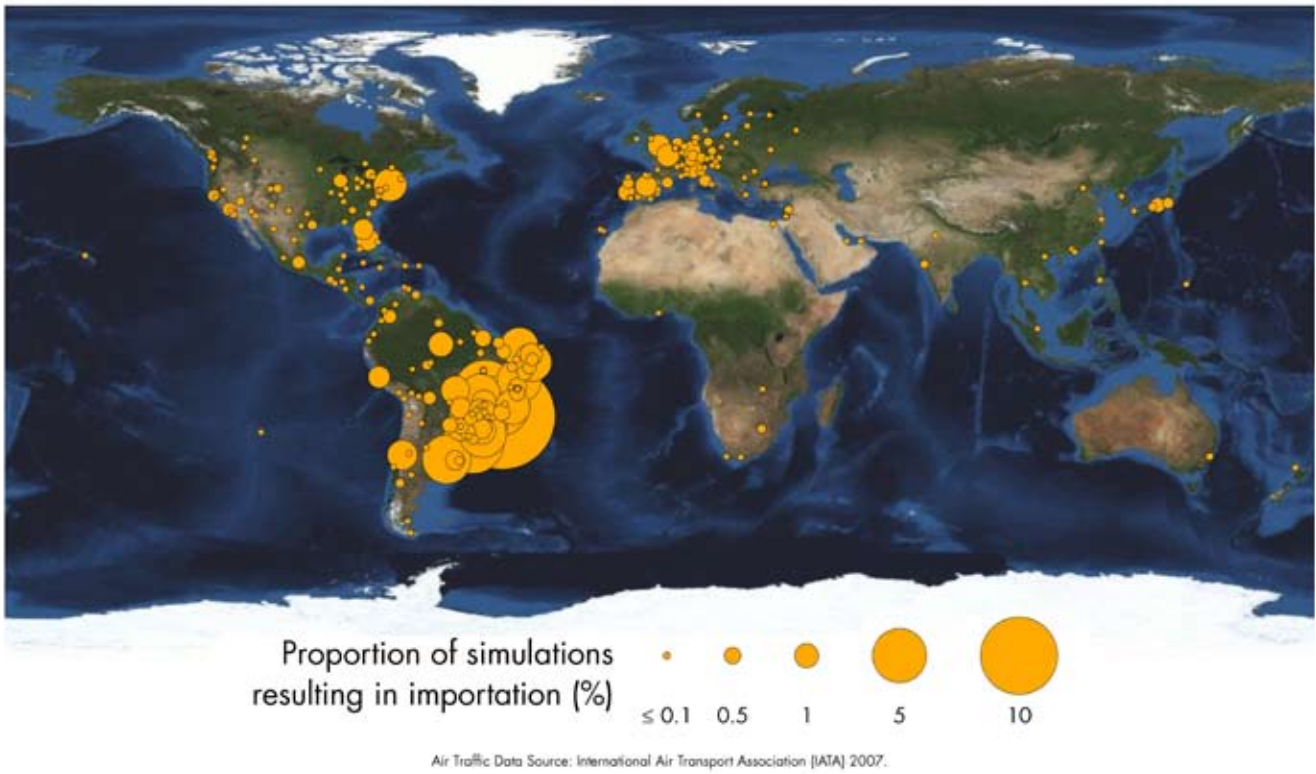 Proportion of simulations
resulting in importation (%)
≤ 0.1 0.5 1 5 10
Air Traffic Data Source: International Air Transport Association [IATA] 2007.